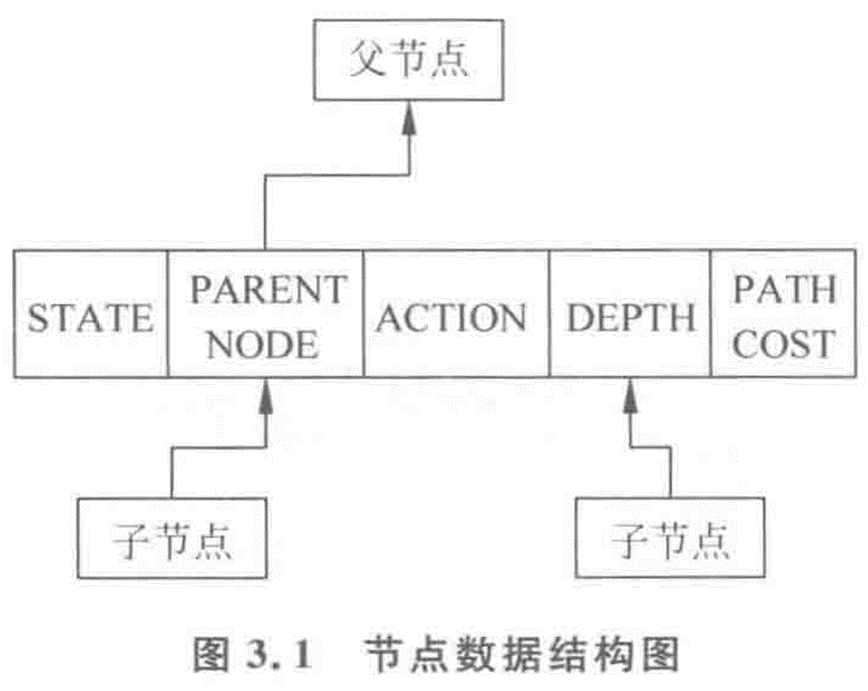 父节点
STATE
PARENT
NODE
ACTION
DEPTH
PATH
COST
子节点
子节点
图 3.1 节点数据结构图